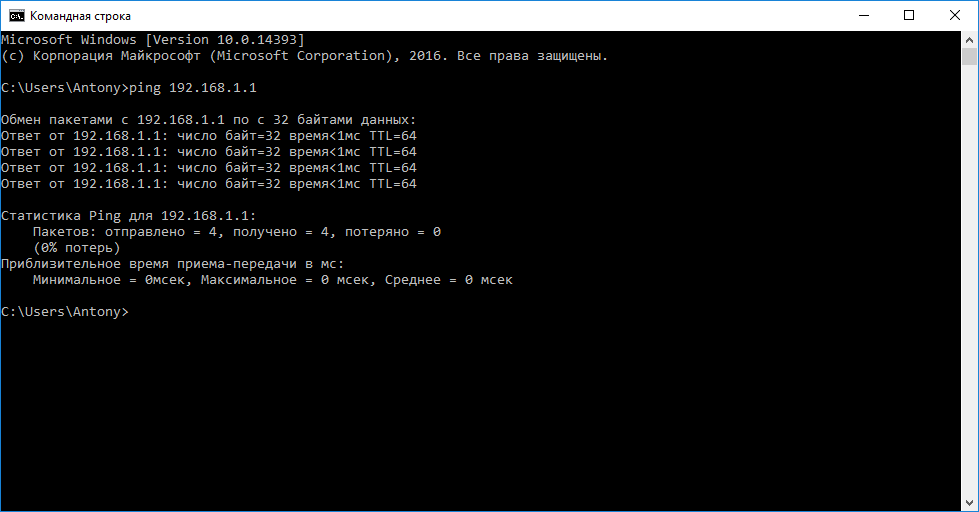 Командная строка
Microsoft Windows [Version 10.0.14393]
(c) Корпорация Майкрософт (Microsoft Corporation), 2016. Все права защищены.
C:\Users\Antony>ping 192.168.1.1
Обмен пакетами с 192.168.1.1 по с 32 байтами данных:
Ответ от 192.168.1.1: число байт=32 время<1мс TTL=64
Ответ от 192.168.1.1: число байт=32 время<1мс TTL=64
Ответ от 192.168.1.1: число байт=32 время<1мс TTL=64
Ответ от 192.168.1.1: число байт=32 время<1мс TTL=64
Статистика Ping для 192.168.1.1:
    Пакетов: отправлено = 4, получено = 4, потеряно = 0
    (0% потерь)
Приблизительное время приема-передачи в мс:
    Минимальное = 0мсек, Максимальное = 0 мсек, Среднее = 0 мсек
C:\Users\Antony>